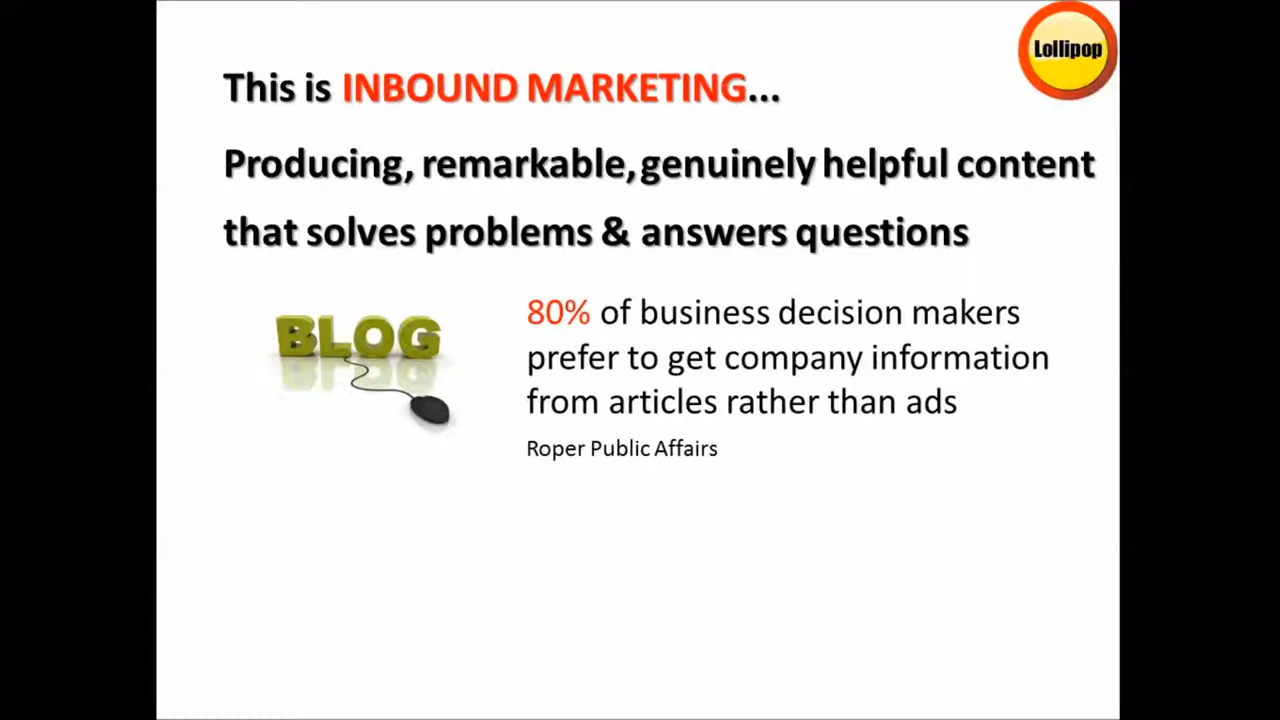 Lollipop
This is INBOUND MARKETING...
Producing, remarkable, genuinely helpful content
that solves problems & answers questions
BLOG
80% of business decision makers
prefer to get company information
from articles rather than ads
Roper Public Affairs